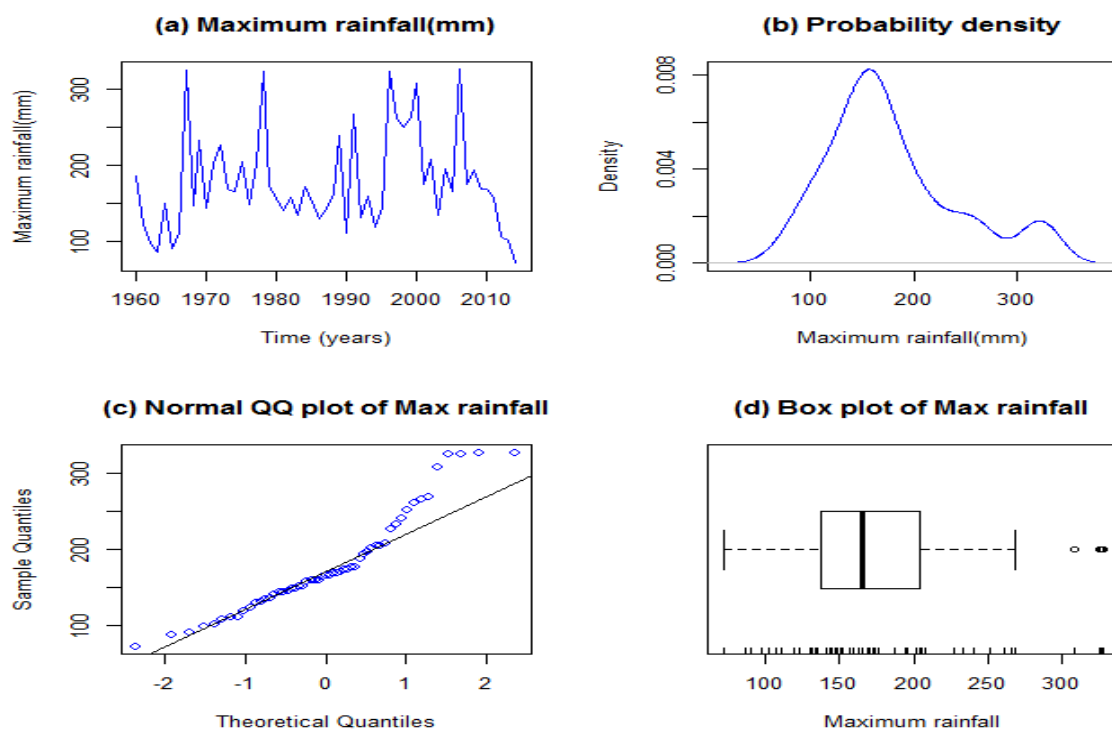 (a) Maximum rainfall(mm)
Maximum rainfall(mm)
300
200
100
1960 1970 1980 1990 2000 2010
Time (years)
(b) Probability density
Density
0.008
0.004
0.000
100 200 300
Maximum rainfall(mm)
(c) Normal QQ plot of Max rainfall
Sample Quantiles
300
200
100
-2 -1 0 1 2
Theoretical Quantiles
(d) Box plot of Max rainfall
100 150 200 250 300
Maximum rainfall